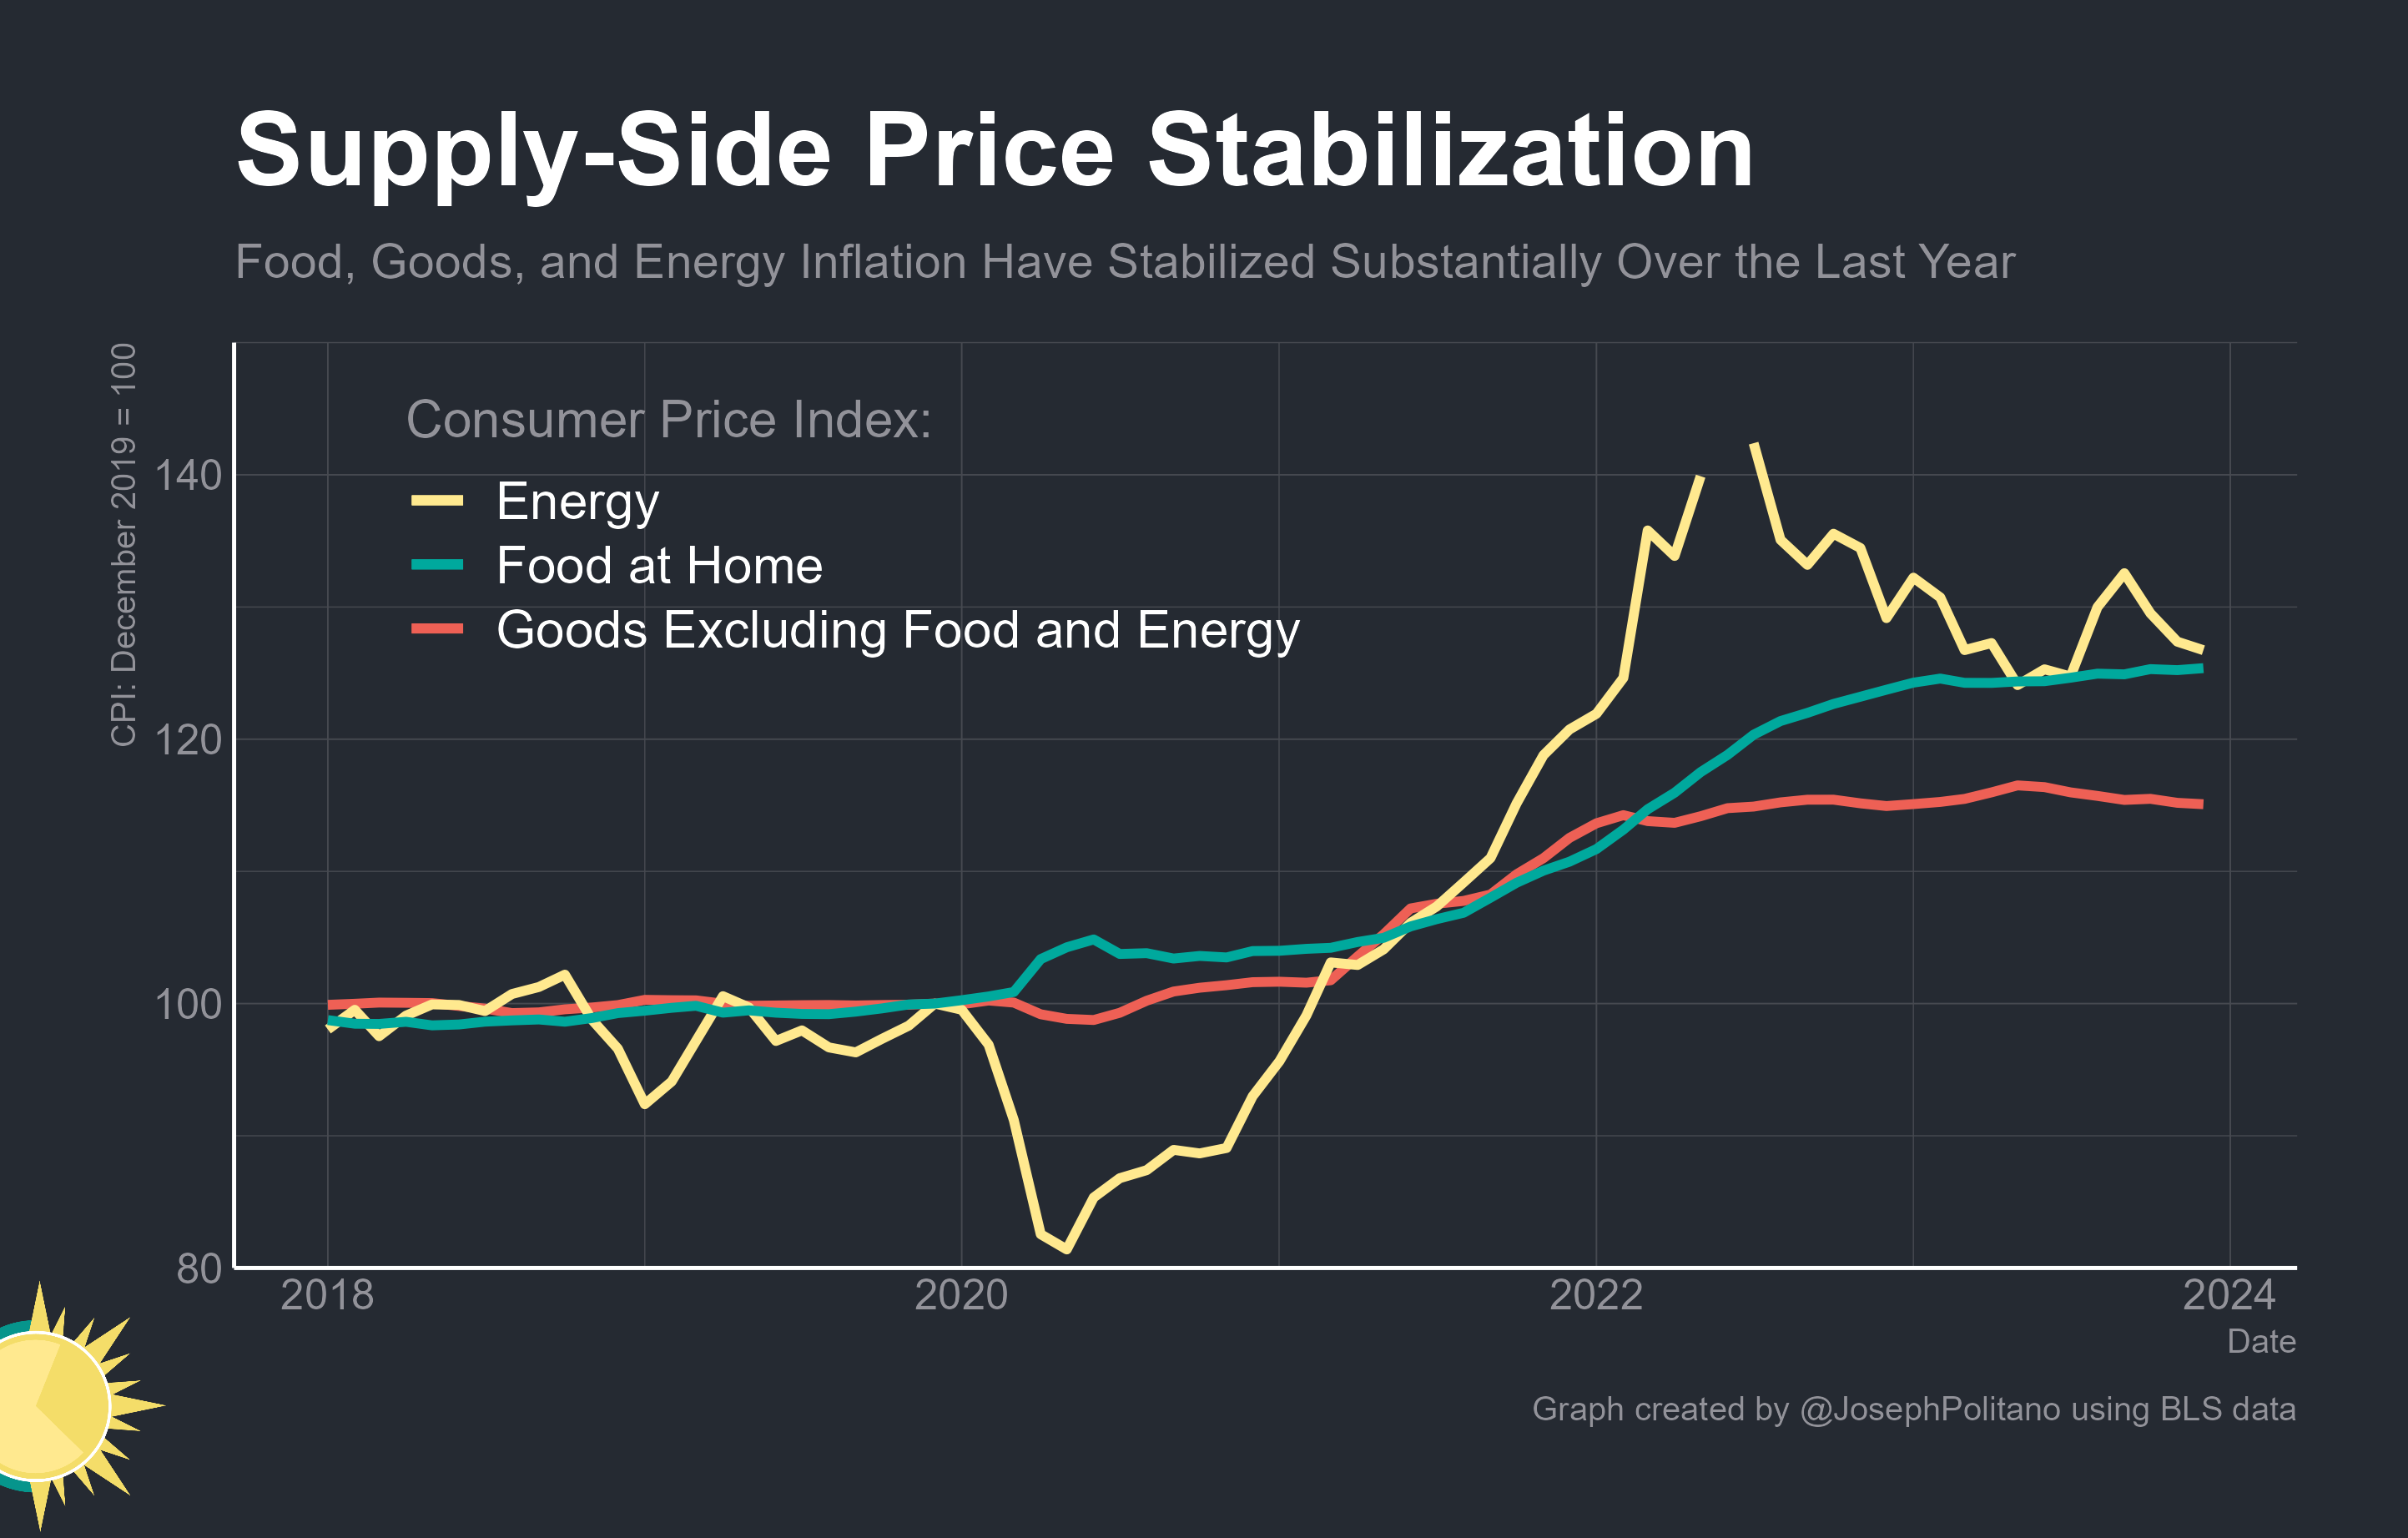 Supply-Side Price Stabilization
Food, Goods, and Energy Inflation Have Stabilized Substantially Over the Last Year
CPI: December 2019 = 100
Consumer Price Index:
Energy
Food at Home
Goods Excluding Food and Energy
140
120
100
80
2018
2020
2022
2024
Date
Graph created by @JosephPolitano using BLS data